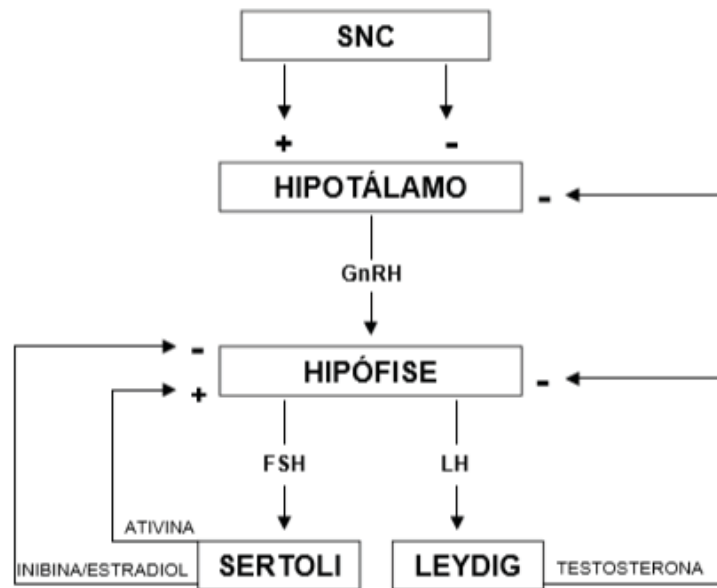 SNC
+ -
HIPOTÁLAMO -
GnRH
-
HIPÓFISE -
+
FSH LH
ATIVINA
INIBINA/ESTRADIOL SERTOLI LEYDIG TESTOSTERONA